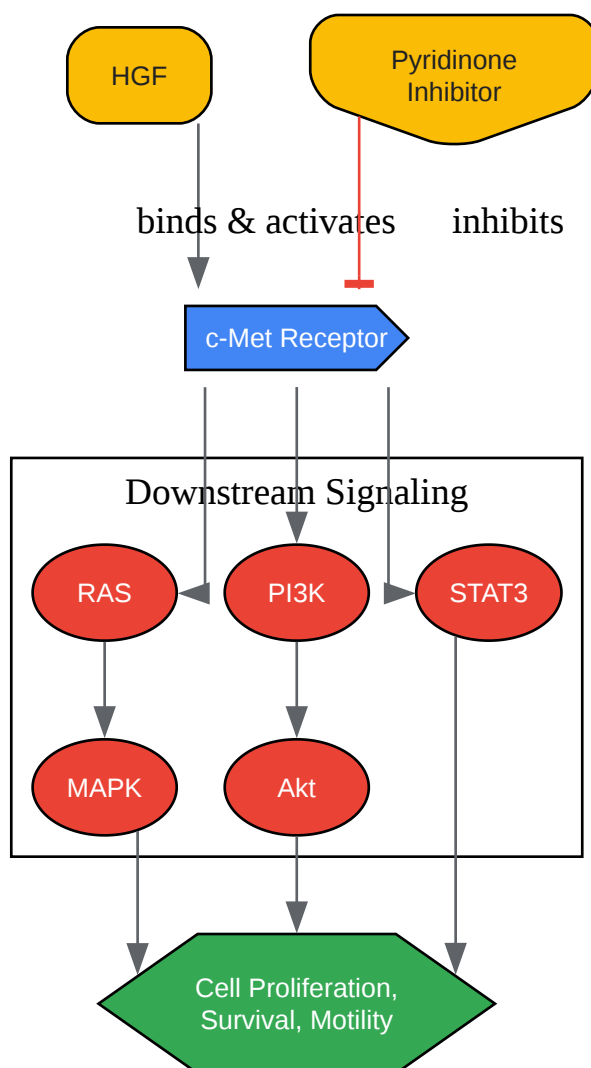 HGF
Pyridinone
Inhibitor
binds & activates
inhibits
c-Met Receptor
Downstream Signaling
RAS
PI3K
STAT3
MAPK
Akt
Cell Proliferation,
Survival, Motility